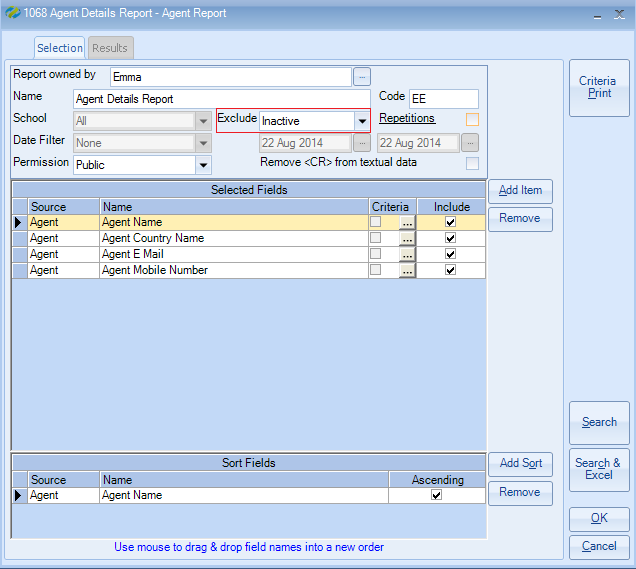 1068 Agent Details Report - Agent Report
Selection Results
Report owned by Emma ...
Name Agent Details Report Code EE
School All Exclude Inactive Repetitions
Date Filter None 22 Aug 2014 ... 22 Aug 2014 ...
Permission Public Remove <CR> from textual data
Criteria Print
Selected Fields
Source Name Criteria Include
Agent Agent Name ...
Agent Agent Country Name ...
Agent Agent E Mail ...
Agent Agent Mobile Number ...
Add Item
Remove
Sort Fields
Source Name Ascending
Agent Agent Name
Add Sort
Remove
Use mouse to drag & drop field names into a new order
Search
Search & Excel
OK
Cancel